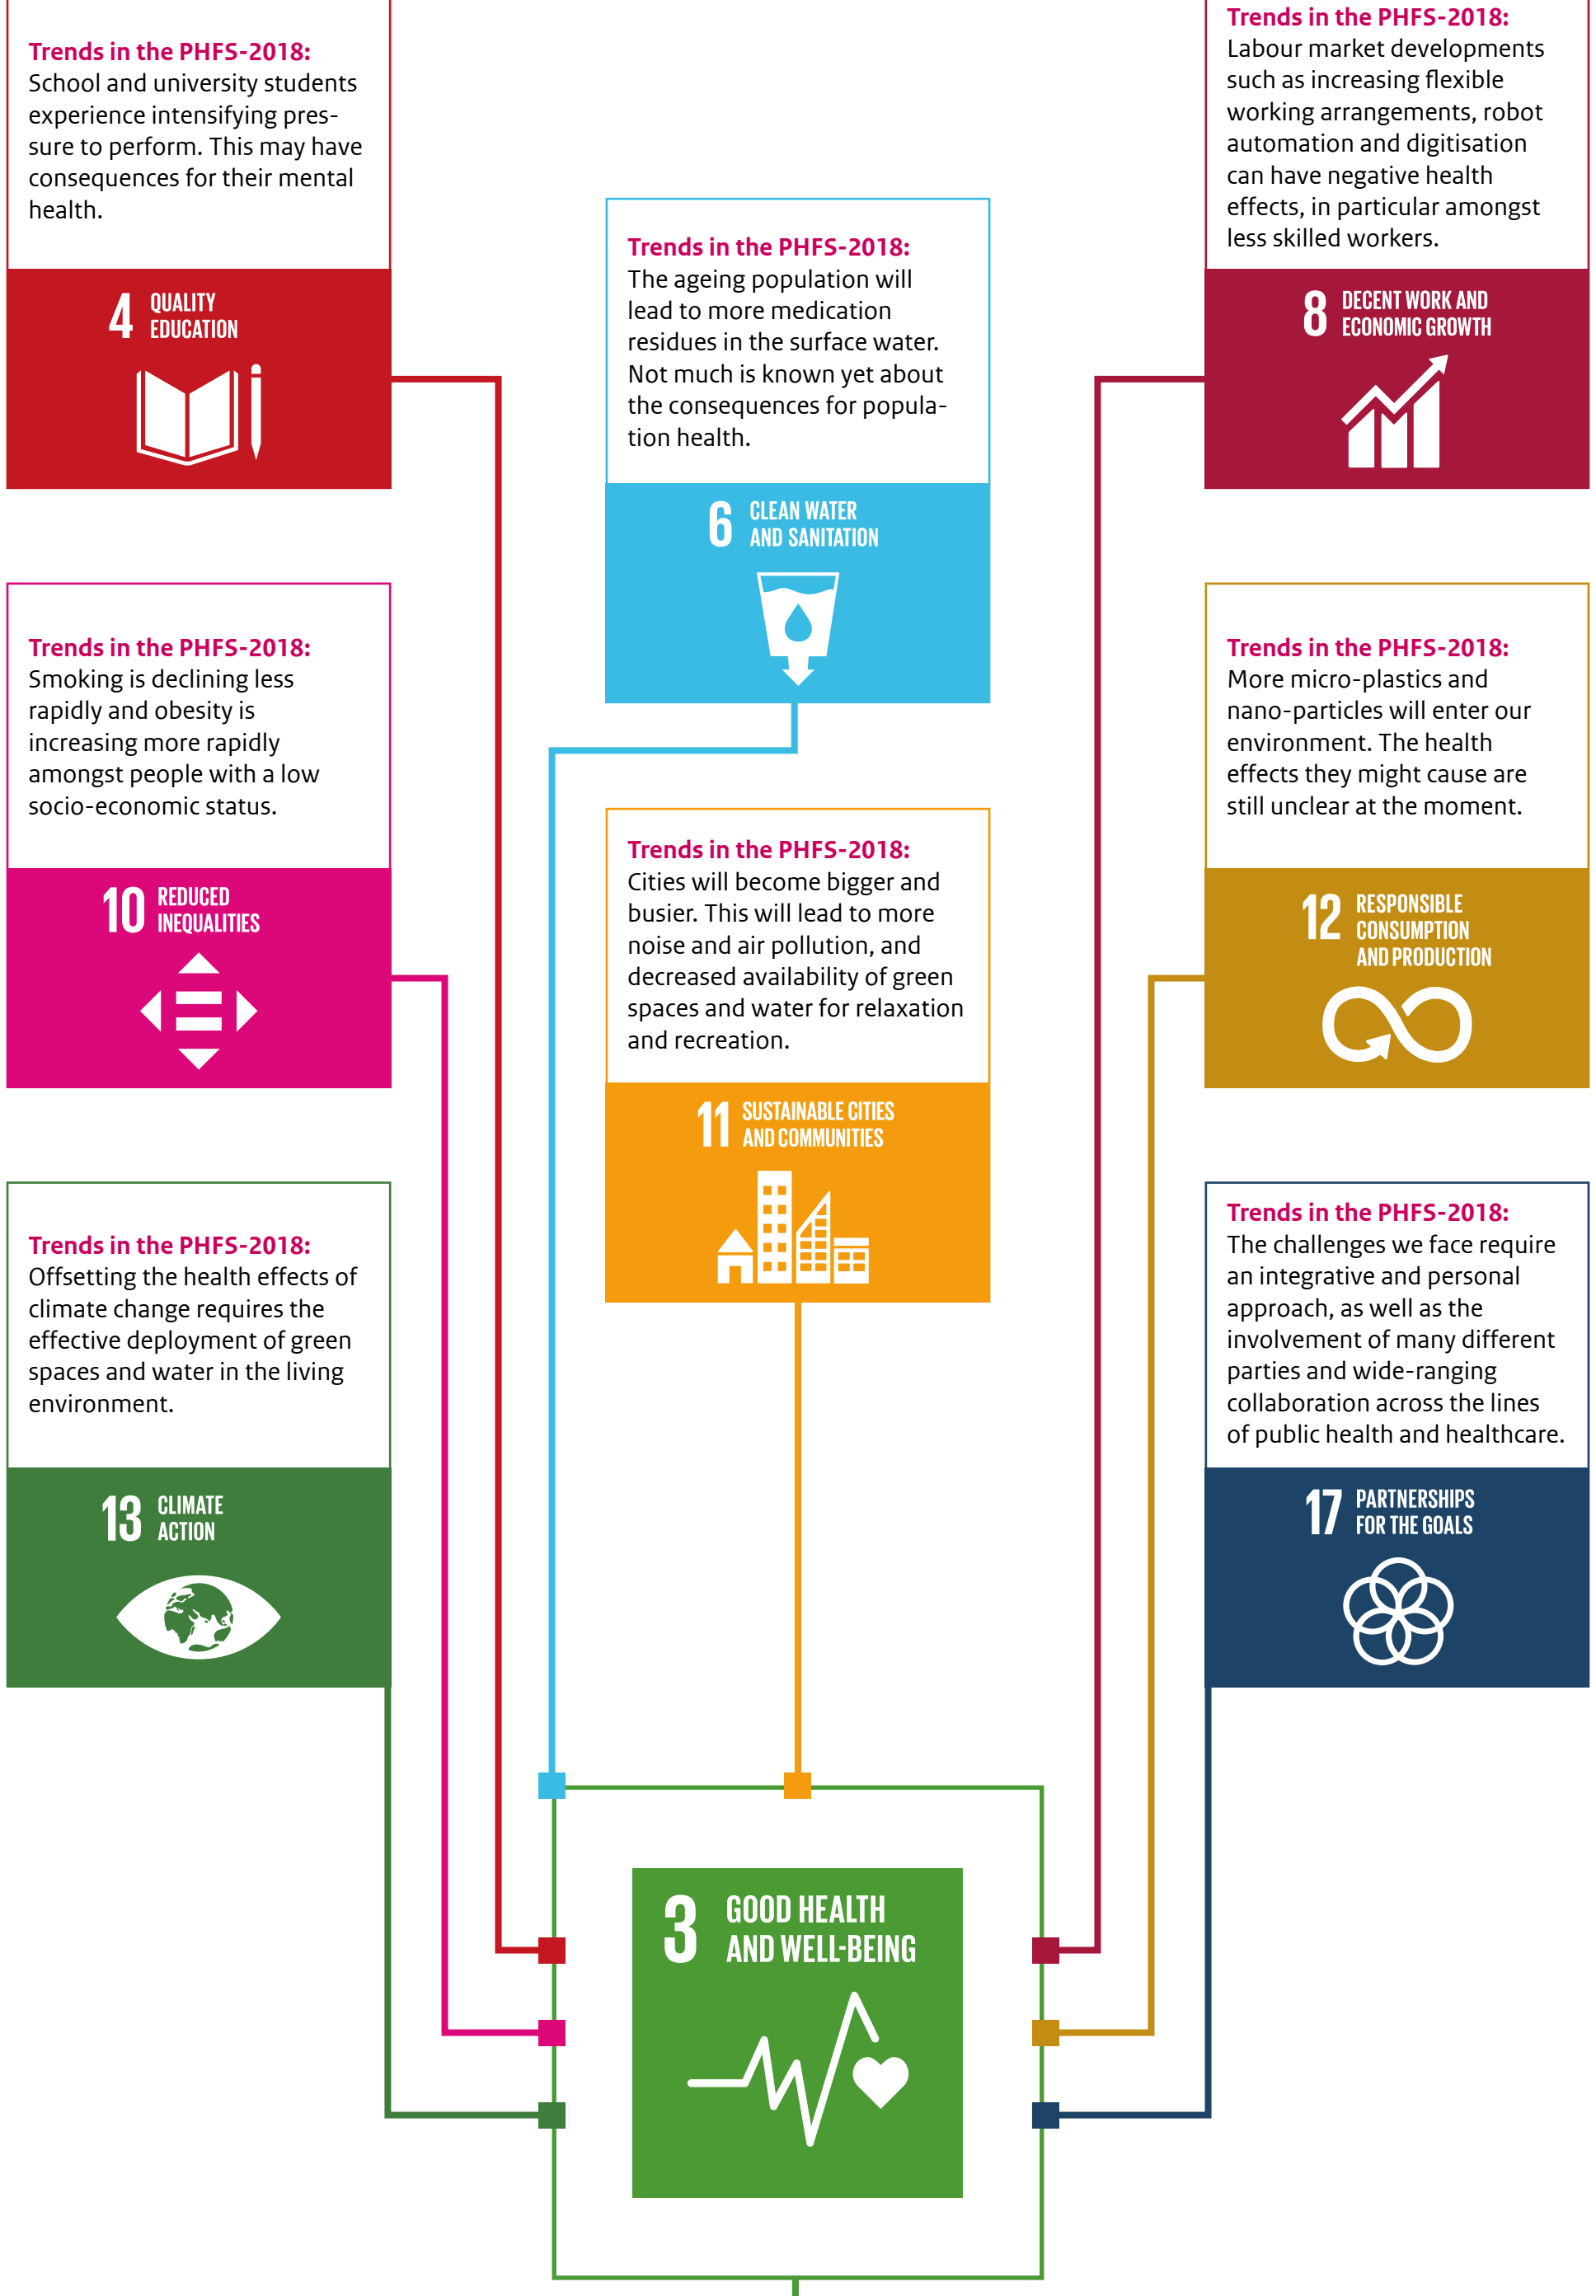 Trends in the PHFS-2018:
School and university students
experience intensifying pres-
sure to perform. This may have
consequences for their mental
health.
4 QUALITY
EDUCATION
Trends in the PHFS-2018:
The ageing population will
lead to more medication
residues in the surface water.
Not much is known yet about
the consequences for popula-
tion health.
6 CLEAN WATER
AND SANITATION
Trends in the PHFS-2018:
Labour market developments
such as increasing flexible
working arrangements, robot
automation and digitisation
can have negative health
effects, in particular amongst
less skilled workers.
8 DECENT WORK AND
ECONOMIC GROWTH
Trends in the PHFS-2018:
Smoking is declining less
rapidly and obesity is
increasing more rapidly
amongst people with a low
socio-economic status.
10 REDUCED
INEQUALITIES
Trends in the PHFS-2018:
Cities will become bigger and
busier. This will lead to more
noise and air pollution, and
decreased availability of green
spaces and water for relaxation
and recreation.
11 SUSTAINABLE CITIES
AND COMMUNITIES
Trends in the PHFS-2018:
More micro-plastics and
nano-particles will enter our
environment. The health
effects they might cause are
still unclear at the moment.
12 RESPONSIBLE
CONSUMPTION
AND PRODUCTION
Trends in the PHFS-2018:
Offsetting the health effects of
climate change requires the
effective deployment of green
spaces and water in the living
environment.
13 CLIMATE
ACTION
Trends in the PHFS-2018:
The challenges we face require
an integrative and personal
approach, as well as the
involvement of many different
parties and wide-ranging
collaboration across the lines
of public health and healthcare.
17 PARTNERSHIPS
FOR THE GOALS
3 GOOD HEALTH
AND WELL-BEING